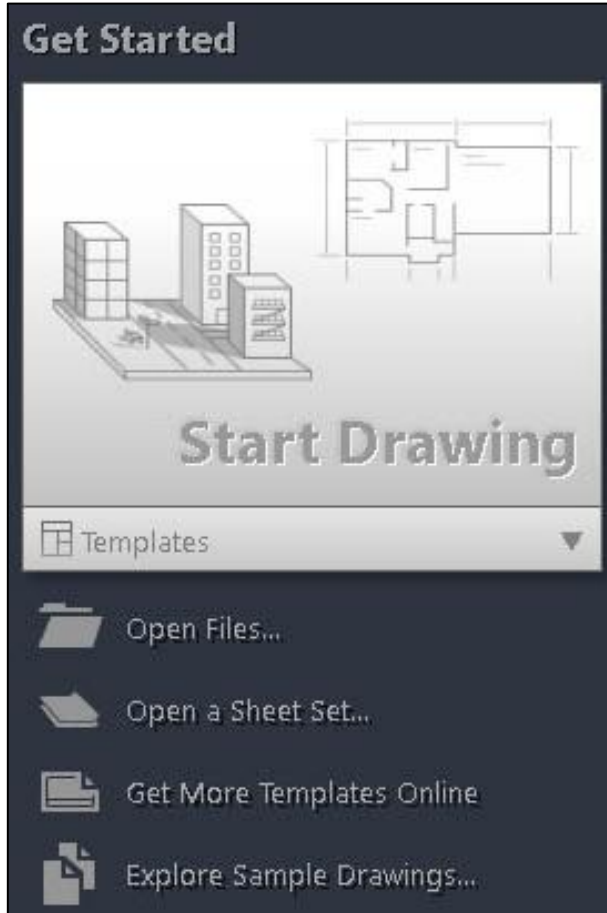 Get Started
Start Drawing
Templates
Open Files...
Open a Sheet Set...
Get More Templates Online
Explore Sample Drawings...